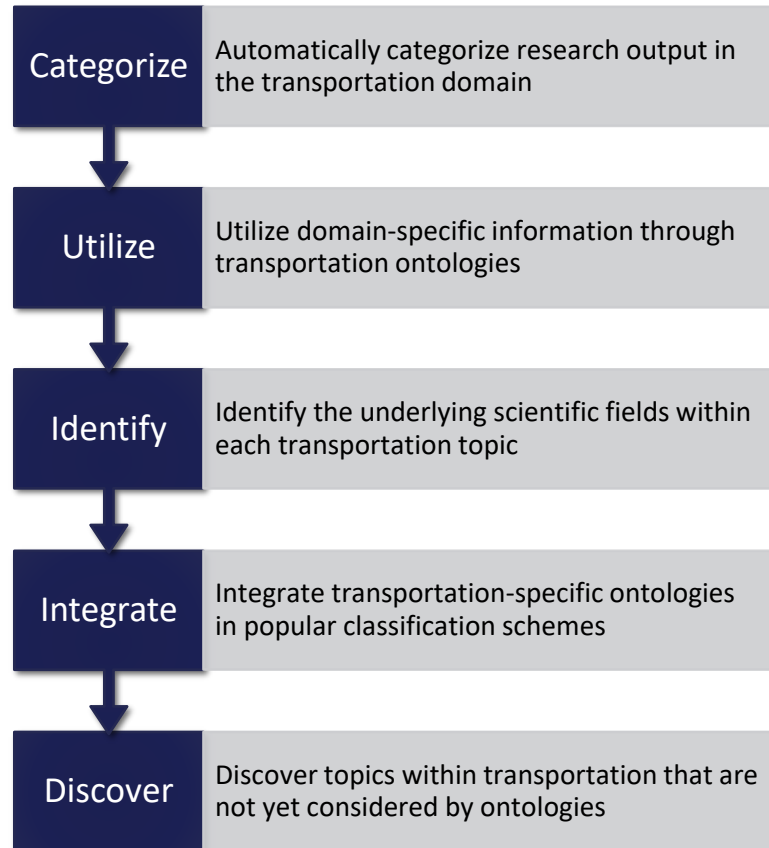 Categorize
Automatically categorize research output in
the transportation domain
Utilize
Utilize domain-specific information through
transportation ontologies
Identify
Identify the underlying scientific fields within
each transportation topic
Integrate
Integrate transportation-specific ontologies
in popular classification schemes
Discover
Discover topics within transportation that are
not yet considered by ontologies